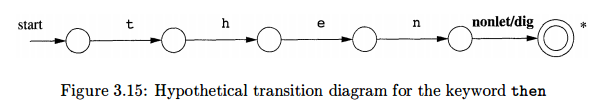 start t h e n nonlet/dig *
Figure 3.15: Hypothetical transition diagram for the keyword then